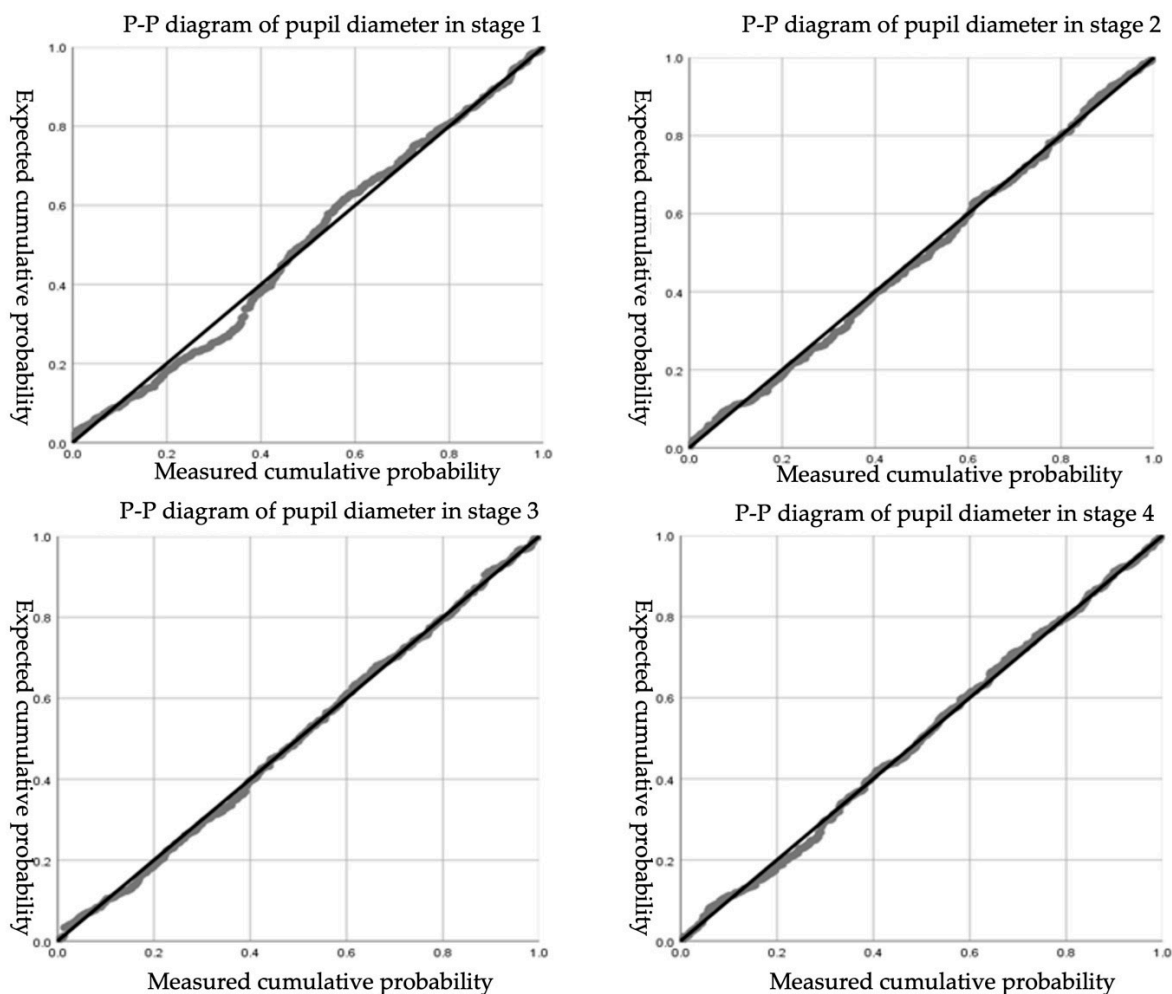 P-P diagram of pupil diameter in stage 1
Expected cumulative probability
1.0
0.8
0.6
0.4
0.2
0.0
0.0 0.2 0.4 0.6 0.8 1.0
Measured cumulative probability
P-P diagram of pupil diameter in stage 2
Expected cumulative probability
1.0
0.8
0.6
0.4
0.2
0.0
0.0 0.2 0.4 0.6 0.8 1.0
Measured cumulative probability
P-P diagram of pupil diameter in stage 3
Expected cumulative probability
1.0
0.8
0.6
0.4
0.2
0.0
0.0 0.2 0.4 0.6 0.8 1.0
Measured cumulative probability
P-P diagram of pupil diameter in stage 4
Expected cumulative probability
1.0
0.8
0.6
0.4
0.2
0.0
0.0 0.2 0.4 0.6 0.8 1.0
Measured cumulative probability